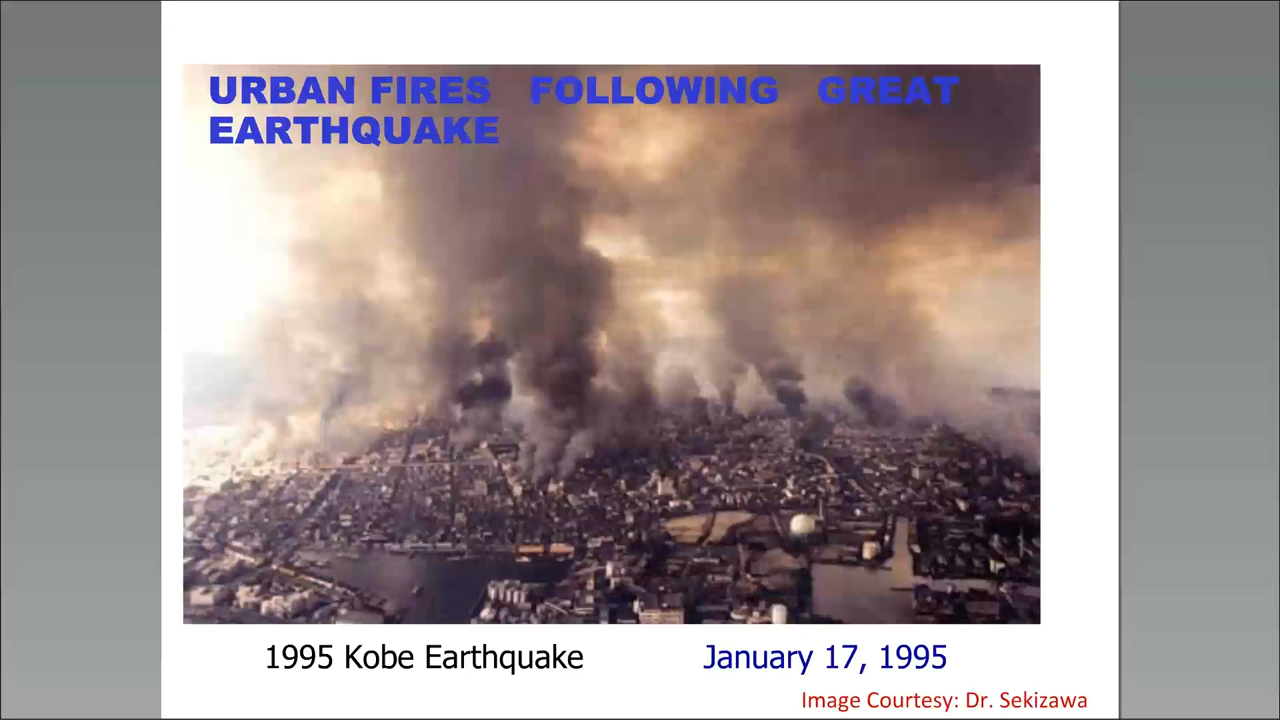 URBAN FIRES FOLLOWING GREAT
EARTHQUAKE
1995 Kobe Earthquake January 17, 1995
Image Courtesy: Dr. Sekizawa